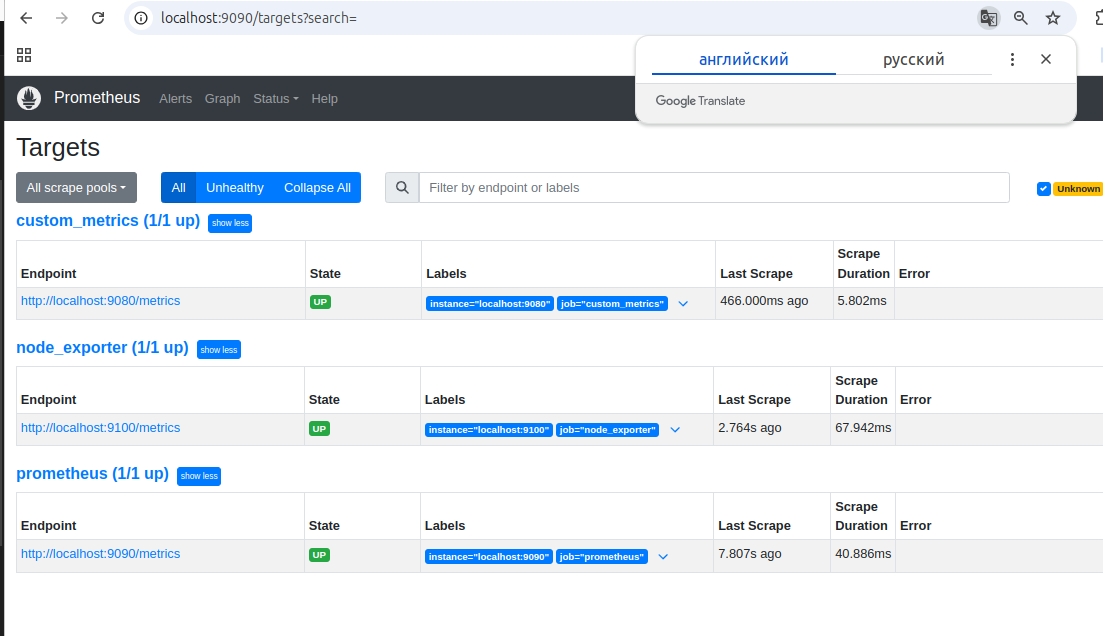 localhost:9090/targets?search=
английский русский
Google Translate
Prometheus Alerts Graph Status Help
Targets
All scrape pools All Unhealthy Collapse All Filter by endpoint or labels Unknown
custom_metrics (1/1 up) show less
Endpoint State Labels Last Scrape Scrape Duration Error
http://localhost:9080/metrics UP instance="localhost:9080" job="custom_metrics" 466.000ms ago 5.802ms
node_exporter (1/1 up) show less
Endpoint State Labels Last Scrape Scrape Duration Error
http://localhost:9100/metrics UP instance="localhost:9100" job="node_exporter" 2.764s ago 67.942ms
prometheus (1/1 up) show less
Endpoint State Labels Last Scrape Scrape Duration Error
http://localhost:9090/metrics UP instance="localhost:9090" job="prometheus" 7.807s ago 40.886ms